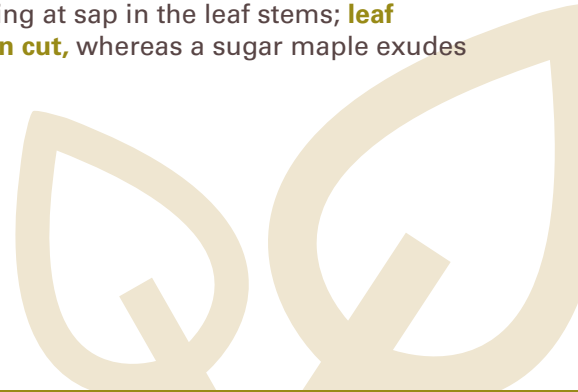 ing at sap in the leaf stems; leaf
n cut, whereas a sugar maple exudes